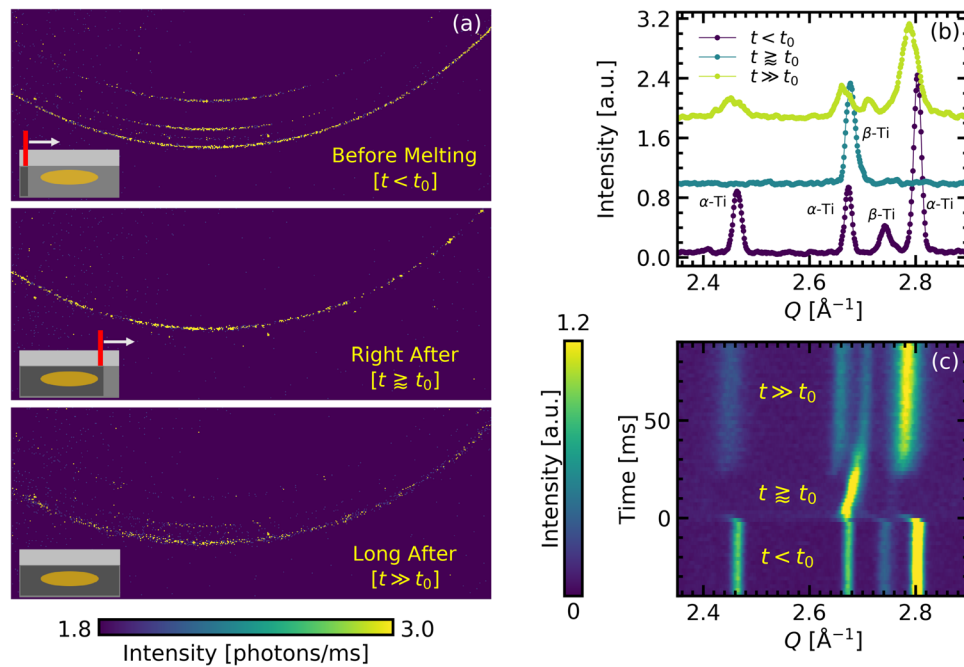 (a)
Before Melting
[t < t₀]
Right After
[t ⪆ t₀]
Long After
[t ≫ t₀]
1.8
3.0
Intensity [photons/ms]
(b)
3.2
2.4
1.6
0.8
0.0
Intensity [a.u.]
t < t₀
t ⪆ t₀
t ≫ t₀
β-Ti
α-Ti
α-Ti
β-Ti
α-Ti
2.4
2.6
2.8
Q [Å⁻¹]
1.2
0
Intensity [a.u.]
(c)
50
0
Time [ms]
t ≫ t₀
t ⪆ t₀
t < t₀
2.4
2.6
2.8
Q [Å⁻¹]